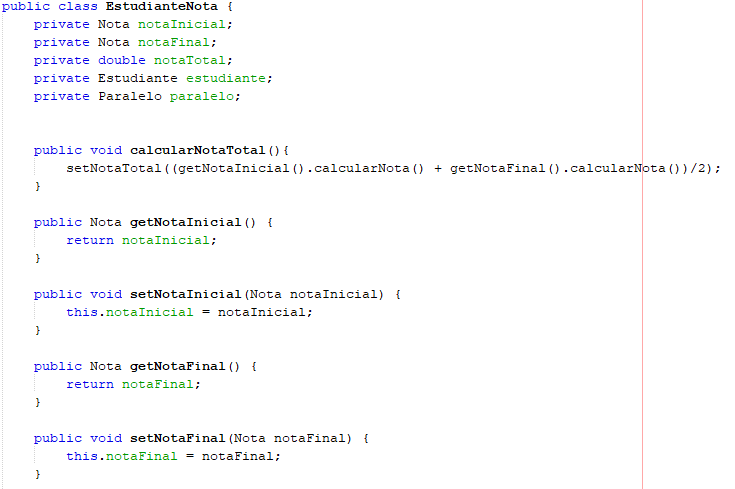 public class EstudianteNota {
    private Nota notaInicial;
    private Nota notaFinal;
    private double notaTotal;
    private Estudiante estudiante;
    private Paralelo paralelo;
    public void calcularNotaTotal(){
        setNotaTotal((getNotaInicial().calcularNota() + getNotaFinal().calcularNota())/2);
    }
    public Nota getNotaInicial() {
        return notaInicial;
    }
    public void setNotaInicial(Nota notaInicial) {
        this.notaInicial = notaInicial;
    }
    public Nota getNotaFinal() {
        return notaFinal;
    }
    public void setNotaFinal(Nota notaFinal) {
        this.notaFinal = notaFinal;
    }